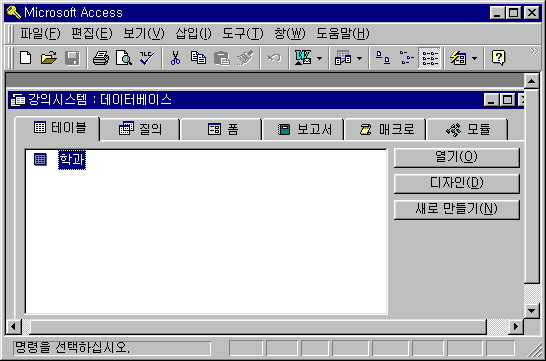 Microsoft Access
파일(F) 편집(E) 보기(V) 삽입(I) 도구(T) 창(W) 도움말(H)
강의시스템 : 데이터베이스
테이블 질의 폼 보고서 매크로 모듈
학과
열기(O)
디자인(D)
새로 만들기(N)
명령을 선택하십시오.